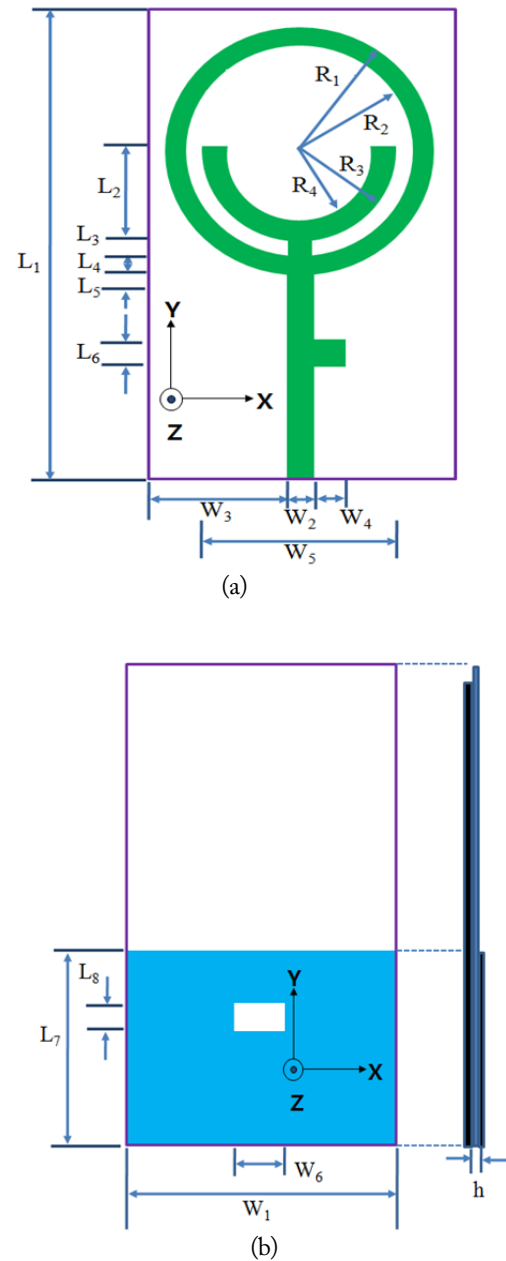 R₁
R₂
R₃
R₄
L₂
L₃
L₁
L₄
L₅
L₆
Y
X
Z
W₃
W₂
W₄
W₅
(a)
L₈
L₇
Y
X
Z
W₆
W₁
h
(b)